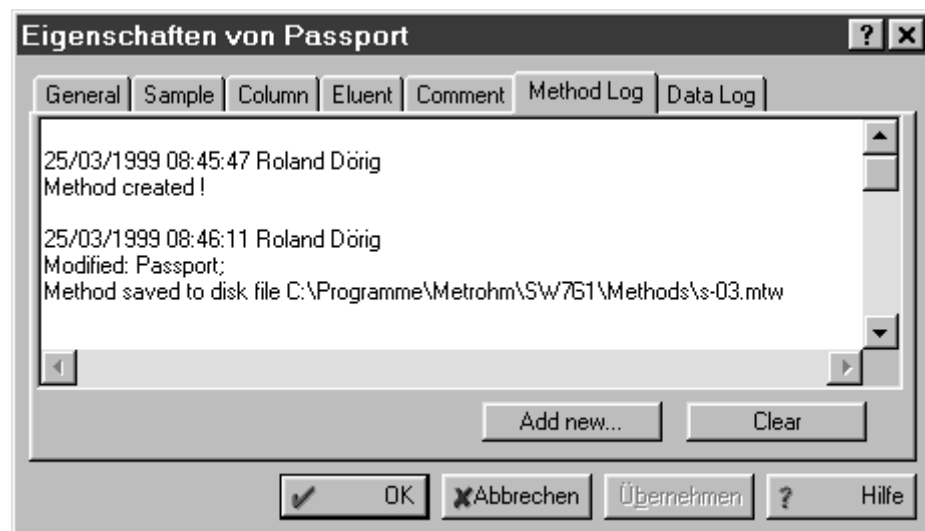 Eigenschaften von Passport
General Sample Column Eluent Comment Method Log Data Log
25/03/1999 08:45:47 Roland Dörig
Method created !
25/03/1999 08:46:11 Roland Dörig
Modified: Passport;
Method saved to disk file C:\Programme\Metrohm\SW761\Methods\s-03.mtw
Add new... Clear
OK Abbrechen Übernehmen ? Hilfe